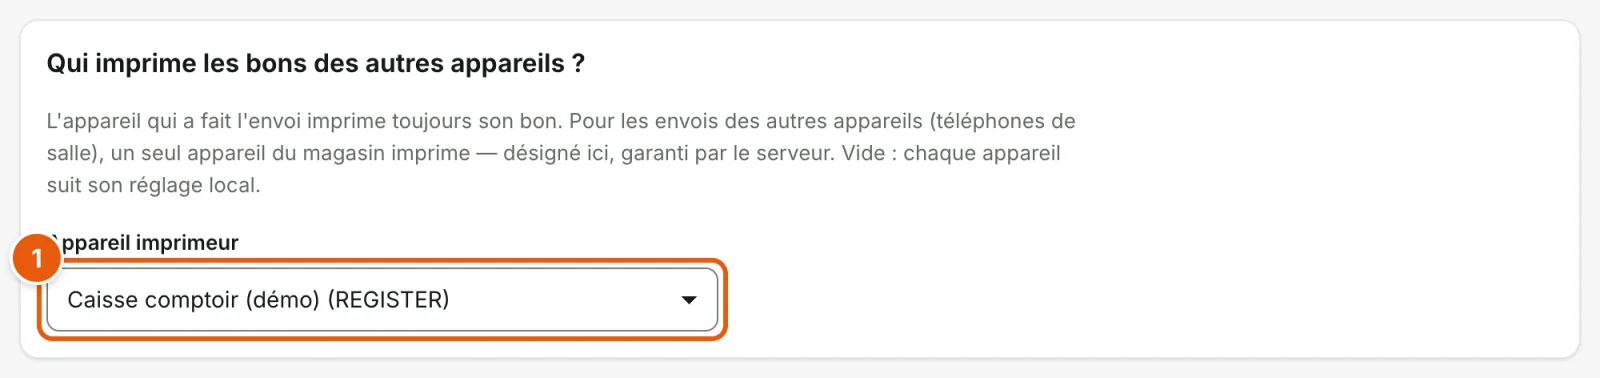 Qui imprime les bons des autres appareils ?
L'appareil qui a fait l'envoi imprime toujours son bon. Pour les envois des autres appareils (téléphones de
salle), un seul appareil du magasin imprime — désigné ici, garanti par le serveur. Vide : chaque appareil
suit son réglage local.
Appareil imprimeur
1
Caisse comptoir (démo) (REGISTER)